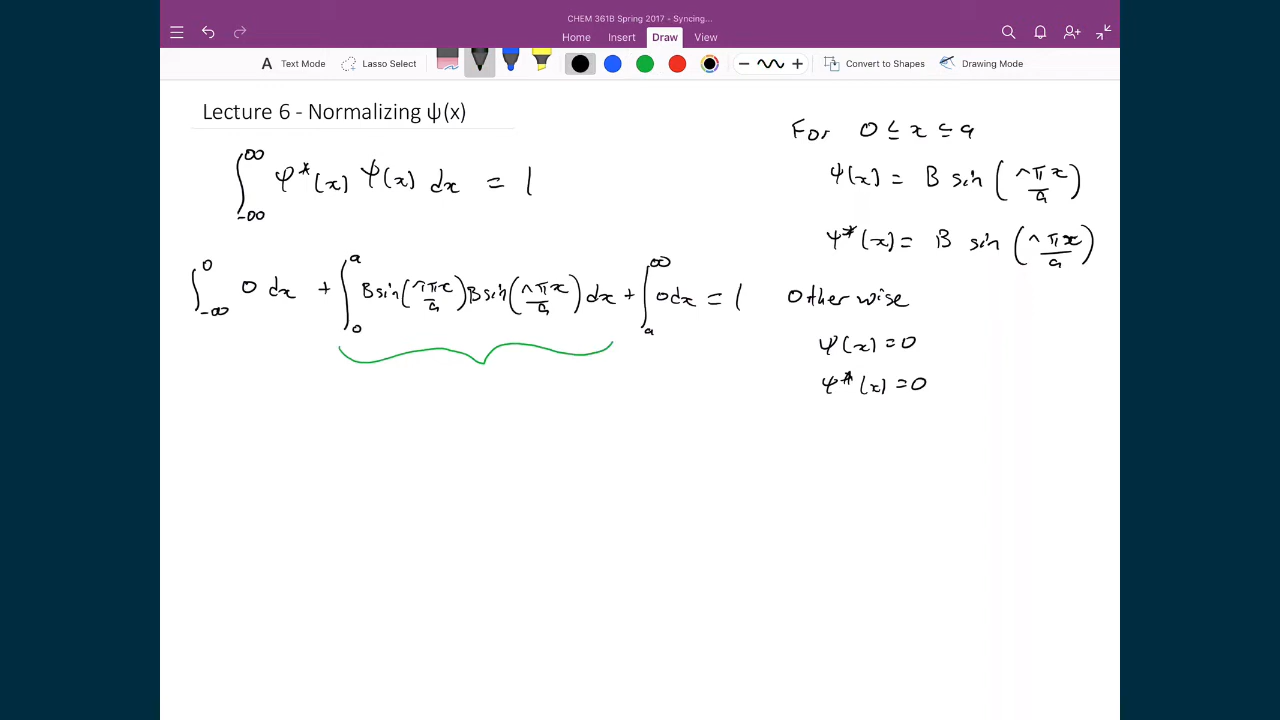 CHEM 361B Spring 2017 - Syncing...
Home Insert Draw View
Text Mode Lasso Select Convert to Shapes Drawing Mode
Lecture 6 - Normalizing ψ(x)
∫_{-∞}^{∞} ψ*(x) ψ(x) dx = 1
∫_{-∞}^{0} 0 dx + ∫_{0}^{a} B sin(nπx/a) B sin(nπx/a) dx + ∫_{a}^{∞} 0 dx = 1
For 0 ≤ x ≤ a
ψ(x) = B sin(nπx/a)
ψ*(x) = B sin(nπx/a)
Otherwise
ψ(x) = 0
ψ*(x) = 0